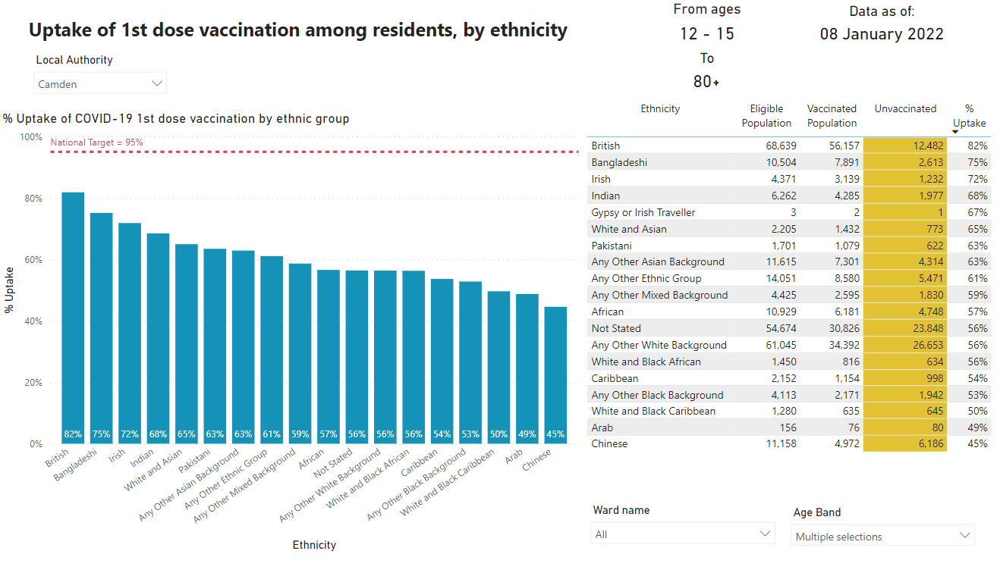 Uptake of 1st dose vaccination among residents, by ethnicity
From ages
12 - 15
To
80+
Data as of:
08 January 2022
Local Authority
Camden
% Uptake of COVID-19 1st dose vaccination by ethnic group
100%
National Target = 95%
80%
60%
40%
20%
0%
% Uptake
82% 75% 72% 68% 65% 63% 63% 61% 59% 57% 56% 56% 56% 54% 53% 50% 49% 45%
British
Bangladeshi
Irish
Indian
White and Asian
Pakistani
Any Other Asian Background
Any Other Ethnic Group
Any Other Mixed Background
African
Not Stated
Any Other White Background
White and Black African
Caribbean
Any Other Black Background
White and Black Caribbean
Arab
Chinese
Ethnicity
Ethnicity Eligible Population Vaccinated Population Unvaccinated % Uptake
British 68,639 56,157 12,482 82%
Bangladeshi 10,504 7,891 2,613 75%
Irish 4,371 3,139 1,232 72%
Indian 6,262 4,285 1,977 68%
Gypsy or Irish Traveller 3 2 1 67%
White and Asian 2,205 1,432 773 65%
Pakistani 1,701 1,079 622 63%
Any Other Asian Background 11,615 7,301 4,314 63%
Any Other Ethnic Group 14,051 8,580 5,471 61%
Any Other Mixed Background 4,425 2,595 1,830 59%
African 10,929 6,181 4,748 57%
Not Stated 54,674 30,826 23,848 56%
Any Other White Background 61,045 34,392 26,653 56%
White and Black African 1,450 816 634 56%
Caribbean 2,152 1,154 998 54%
Any Other Black Background 4,113 2,171 1,942 53%
White and Black Caribbean 1,280 635 645 50%
Arab 156 76 80 49%
Chinese 11,158 4,972 6,186 45%
Ward name
All
Age Band
Multiple selections